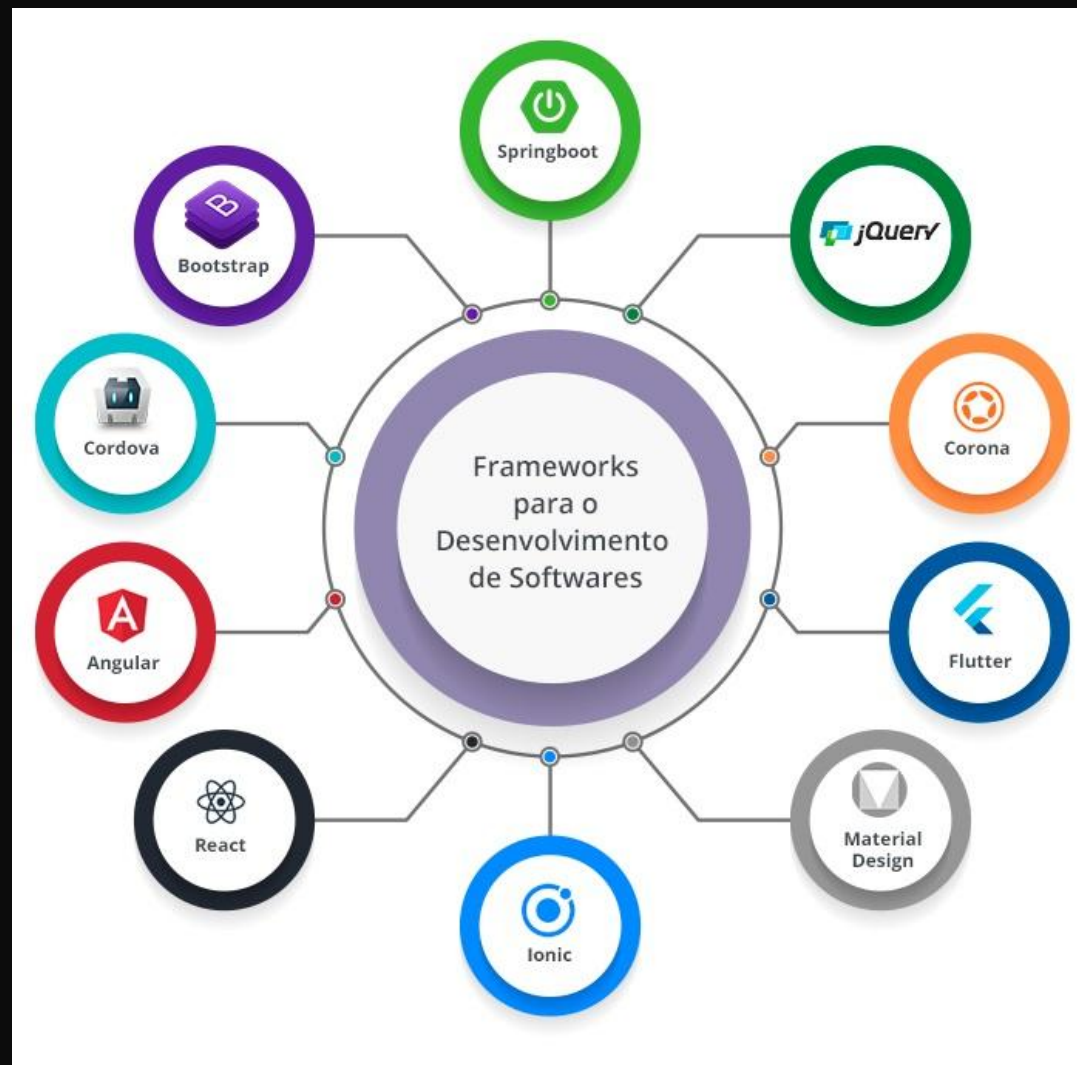 Springboot
Bootstrap
jQuery
Cordova
Corona
Frameworks
para o
Desenvolvimento
de Softwares
Angular
Flutter
React
Material
Design
Ionic